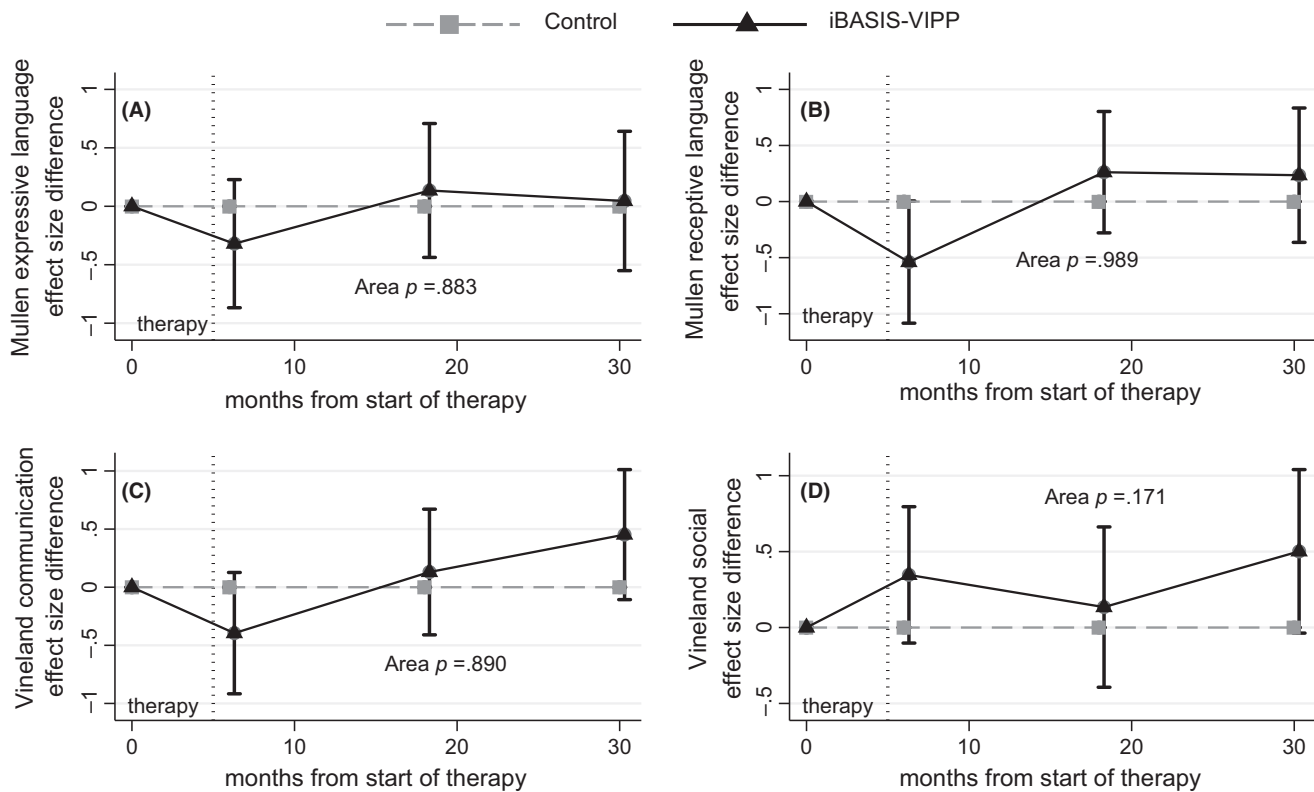 Control
iBASIS-VIPP
(A)
Mullen expressive language
effect size difference
1
.5
0
-.5
-1
Area p =.883
therapy
0
10
20
30
months from start of therapy
(B)
Mullen receptive language
effect size difference
1
.5
0
-.5
-1
Area p =.989
therapy
0
10
20
30
months from start of therapy
(C)
Vineland communication
effect size difference
1
.5
0
-.5
-1
Area p =.890
therapy
0
10
20
30
months from start of therapy
(D)
Vineland social
effect size difference
1
.5
0
-.5
Area p =.171
therapy
0
10
20
30
months from start of therapy